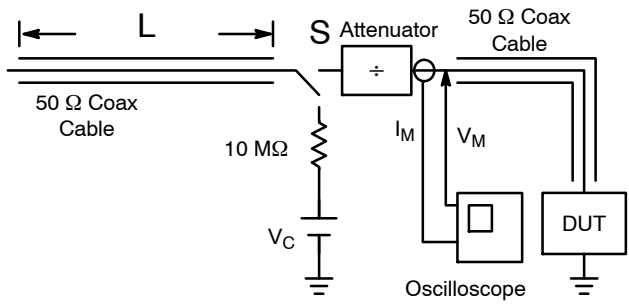 L
S
Attenuator
÷
50 Ω Coax
Cable
50 Ω Coax
Cable
10 MΩ
I_M
V_M
V_C
DUT
Oscilloscope